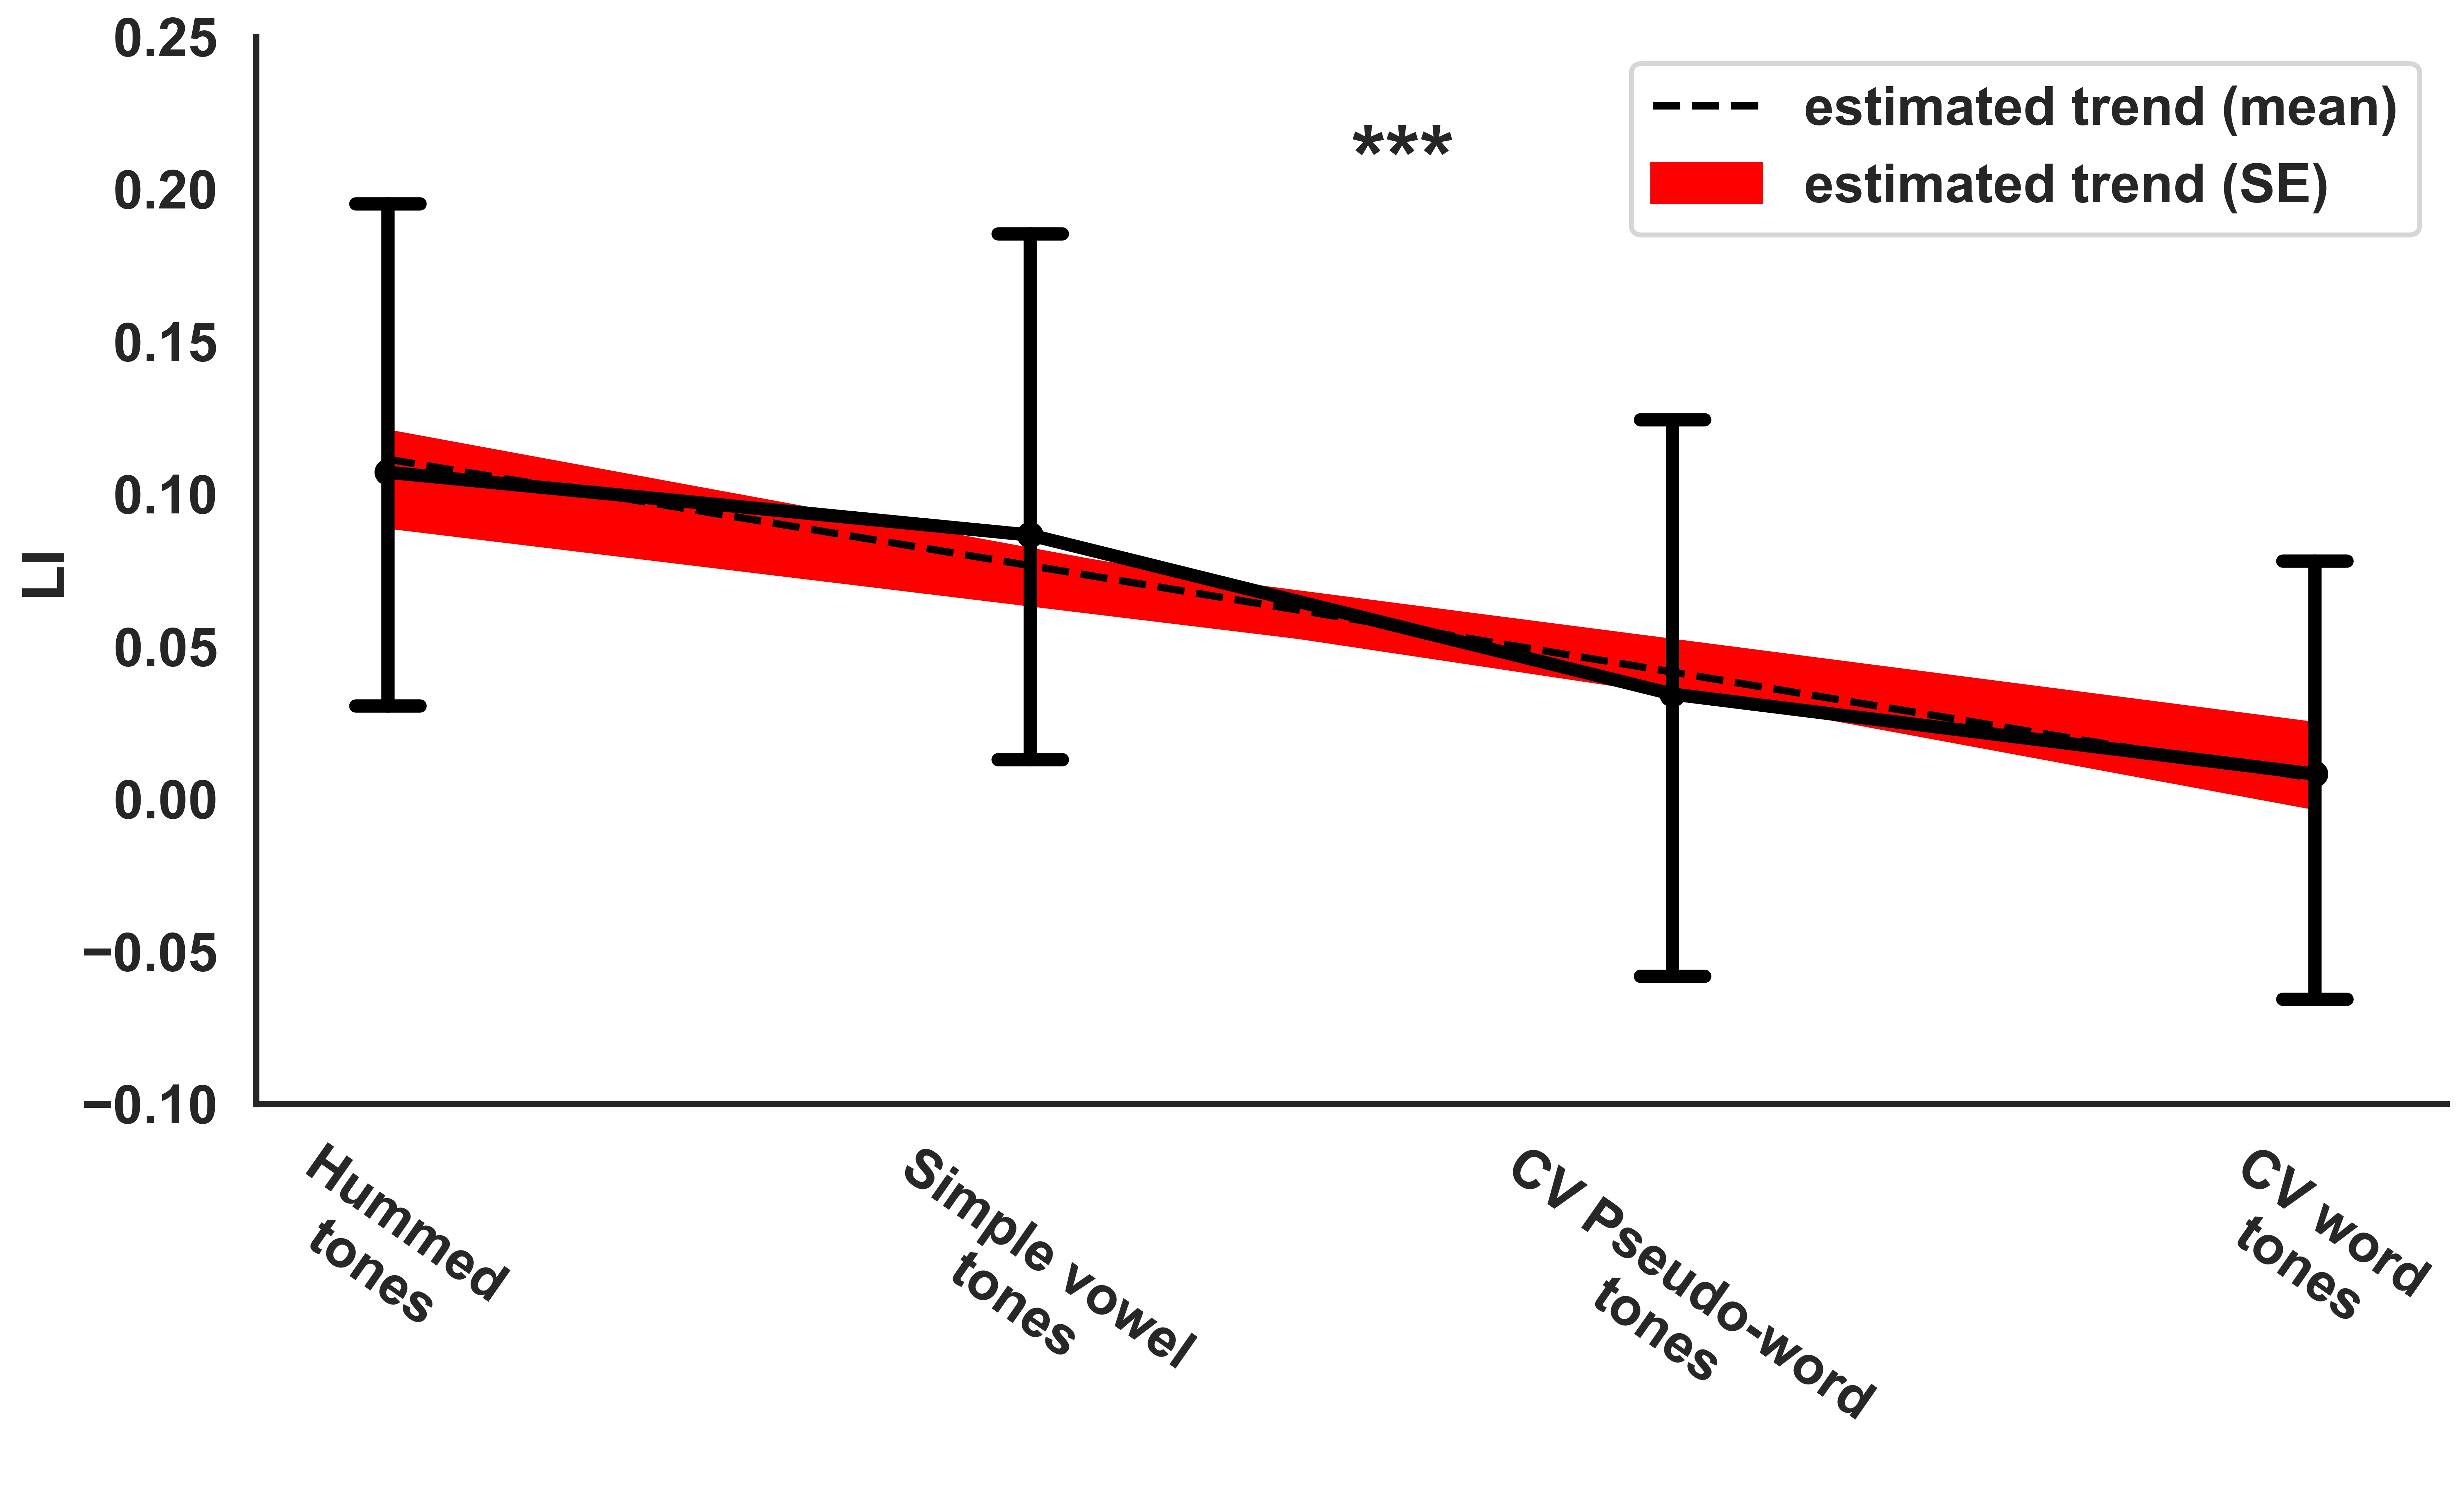 0.25
0.20
0.15
0.10
0.05
0.00
−0.05
−0.10
LI
***
estimated trend (mean)
estimated trend (SE)
Hummed
tones
Simple vowel
tones
CV Pseudo-word
tones
CV word
tones